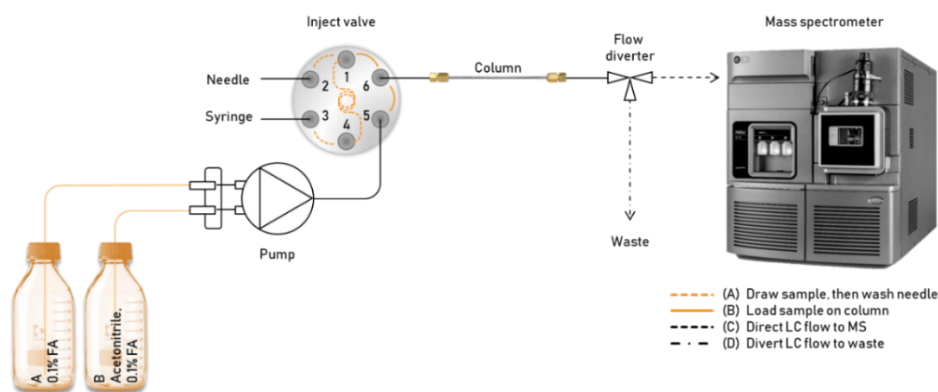 Inject valve
Mass spectrometer
Flow
diverter
Needle
1
2
6
Column
Syringe
3
5
4
Pump
Waste
A
0.1% FA
B
Acetonitrile.
0.1% FA
(A) Draw sample, then wash needle
(B) Load sample on column
(C) Direct LC flow to MS
(D) Divert LC flow to waste